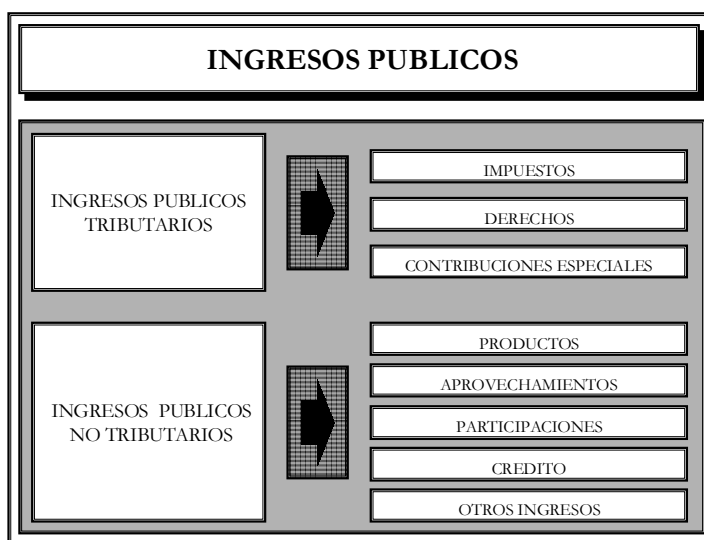 INGRESOS PUBLICOS
INGRESOS PUBLICOS
TRIBUTARIOS
IMPUESTOS
DERECHOS
CONTRIBUCIONES ESPECIALES
INGRESOS PUBLICOS
NO TRIBUTARIOS
PRODUCTOS
APROVECHAMIENTOS
PARTICIPACIONES
CREDITO
OTROS INGRESOS